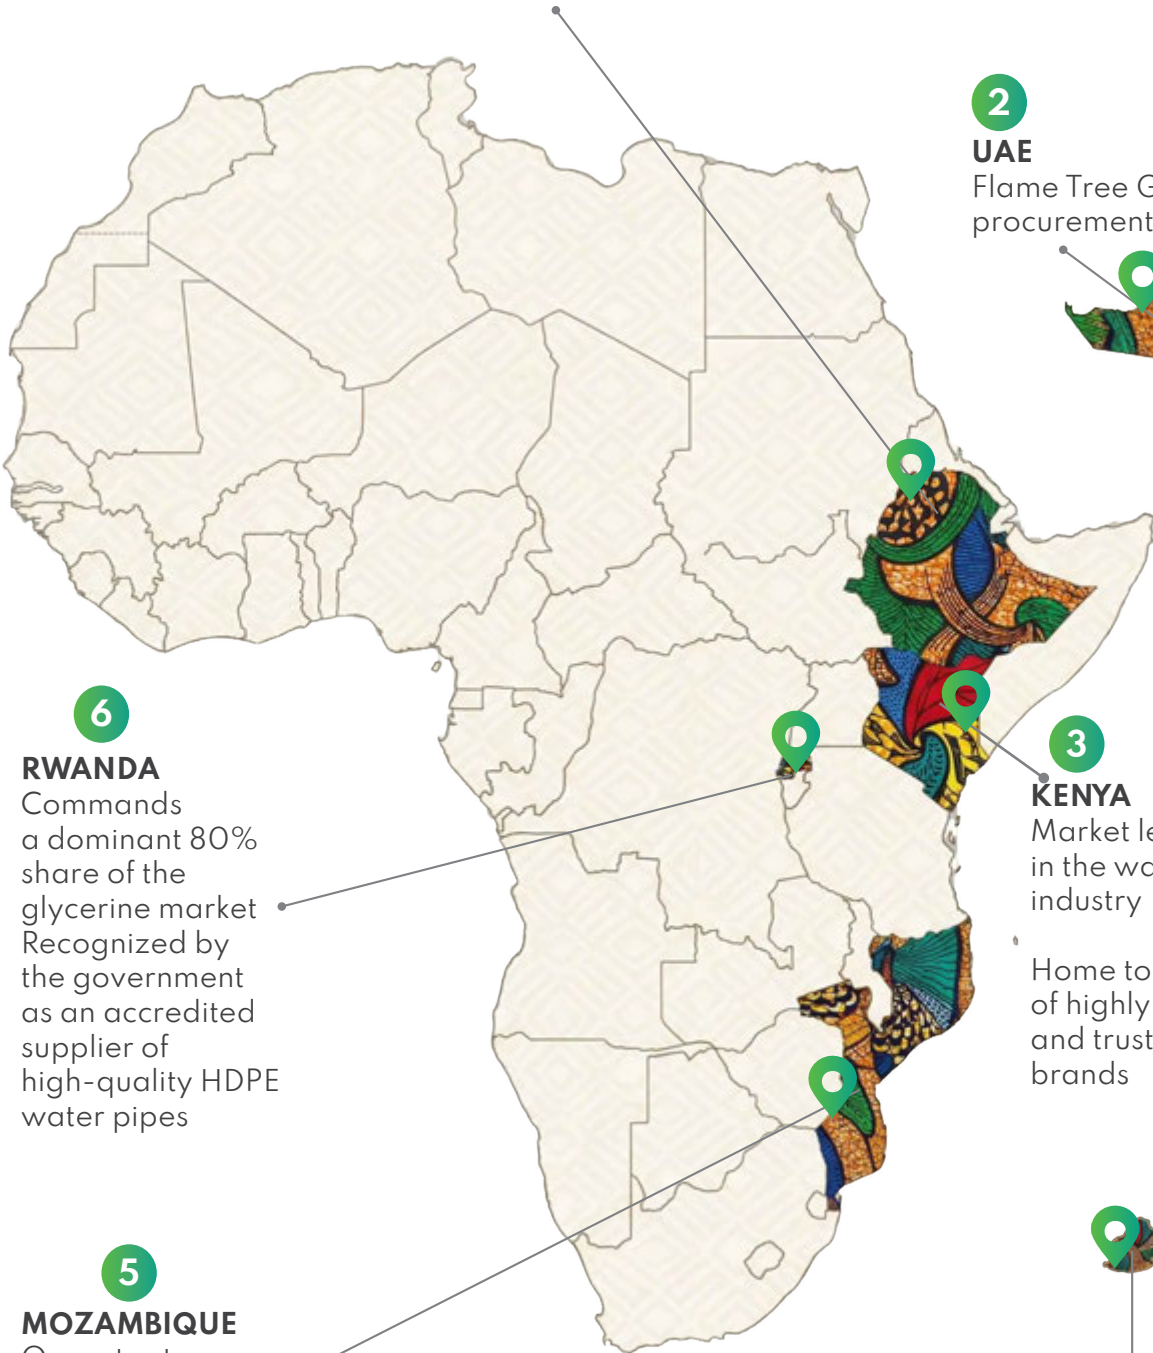 2
UAE
Flame Tree G
procurement
6
RWANDA
Commands
a dominant 80%
share of the
glycerine market
Recognized by
the government
as an accredited
supplier of
high-quality HDPE
water pipes
3
KENYA
Market le
in the wa
industry
Home to
of highly
and trust
brands
5
MOZAMBIQUE